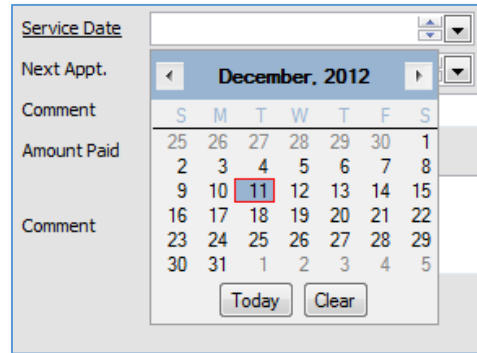 Service Date
Next Appt.
December, 2012
Comment
S M T W T F S
Amount Paid
25 26 27 28 29 30 1
2 3 4 5 6 7 8
9 10 11 12 13 14 15
Comment
16 17 18 19 20 21 22
23 24 25 26 27 28 29
30 31 1 2 3 4 5
Today Clear